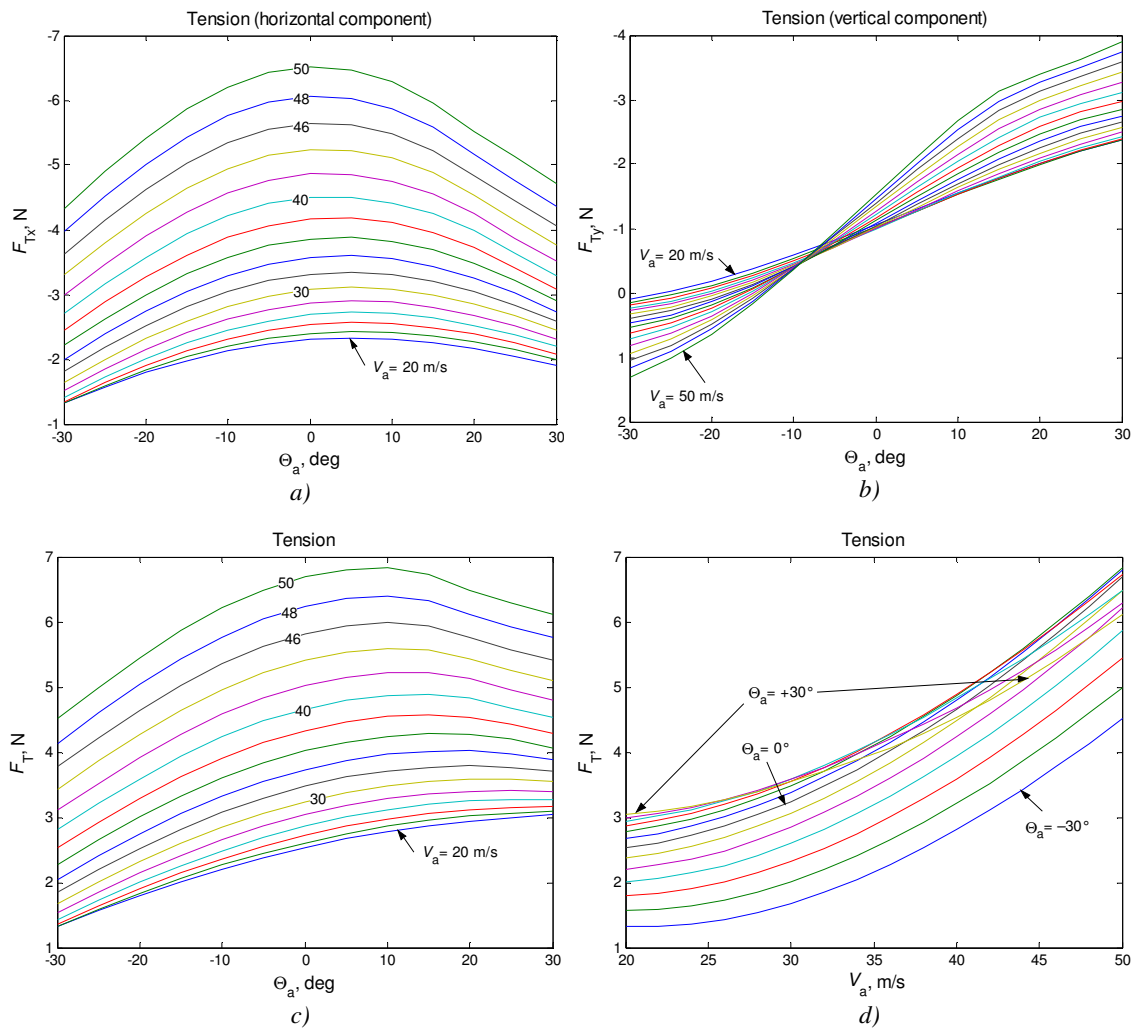 Tension (horizontal component)
-7
-6
-5
-4
-3
-2
-1
F_Tx, N
50
48
46
40
30
V_a= 20 m/s
-30 -20 -10 0 10 20 30
Θ_a, deg
a)
Tension (vertical component)
-4
-3
-2
-1
0
1
2
F_Ty, N
V_a= 20 m/s
V_a= 50 m/s
-30 -20 -10 0 10 20 30
Θ_a, deg
b)
Tension
7
6
5
4
3
2
1
F_T, N
50
48
46
40
30
V_a= 20 m/s
-30 -20 -10 0 10 20 30
Θ_a, deg
c)
Tension
7
6
5
4
3
2
1
F_T, N
Θ_a= +30°
Θ_a= 0°
Θ_a= –30°
20 25 30 35 40 45 50
V_a, m/s
d)